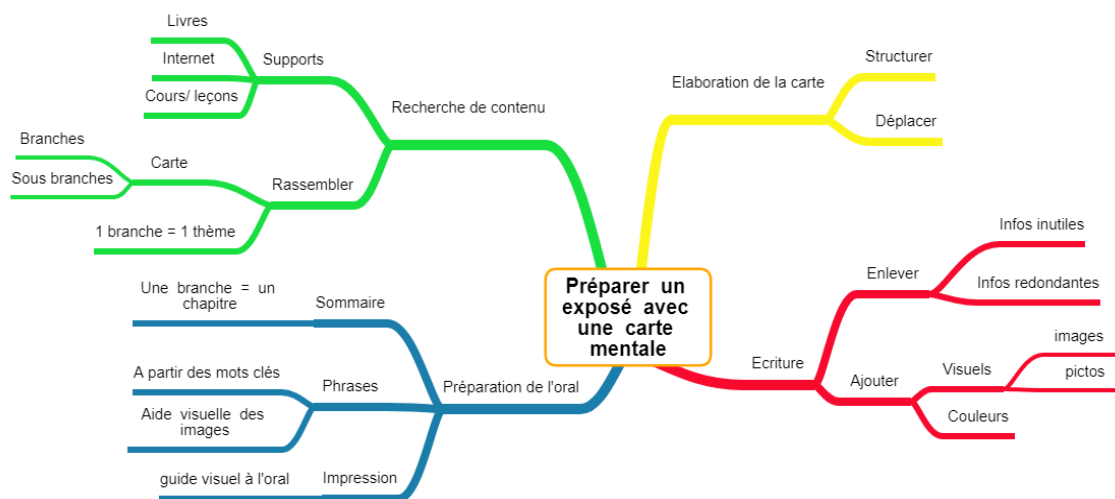 Préparer un
exposé avec
une carte
mentale
Elaboration de la carte
Structurer
Déplacer
Ecriture
Enlever
Infos inutiles
Infos redondantes
Ajouter
Visuels
images
pictos
Couleurs
Préparation de l'oral
Sommaire
Une branche = un
chapitre
Phrases
A partir des mots clés
Aide visuelle des
images
Impression
guide visuel à l'oral
Recherche de contenu
Supports
Livres
Internet
Cours/ leçons
Rassembler
Carte
Branches
Sous branches
1 branche = 1 thème